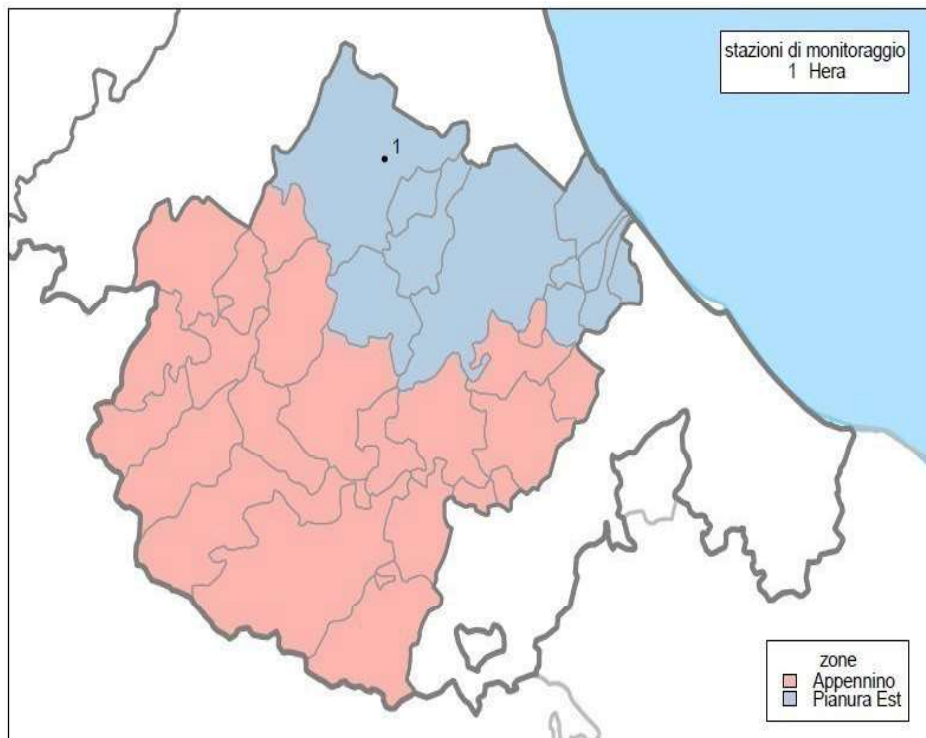 stazioni di monitoraggio
1 Hera
1
zone
Appennino
Pianura Est